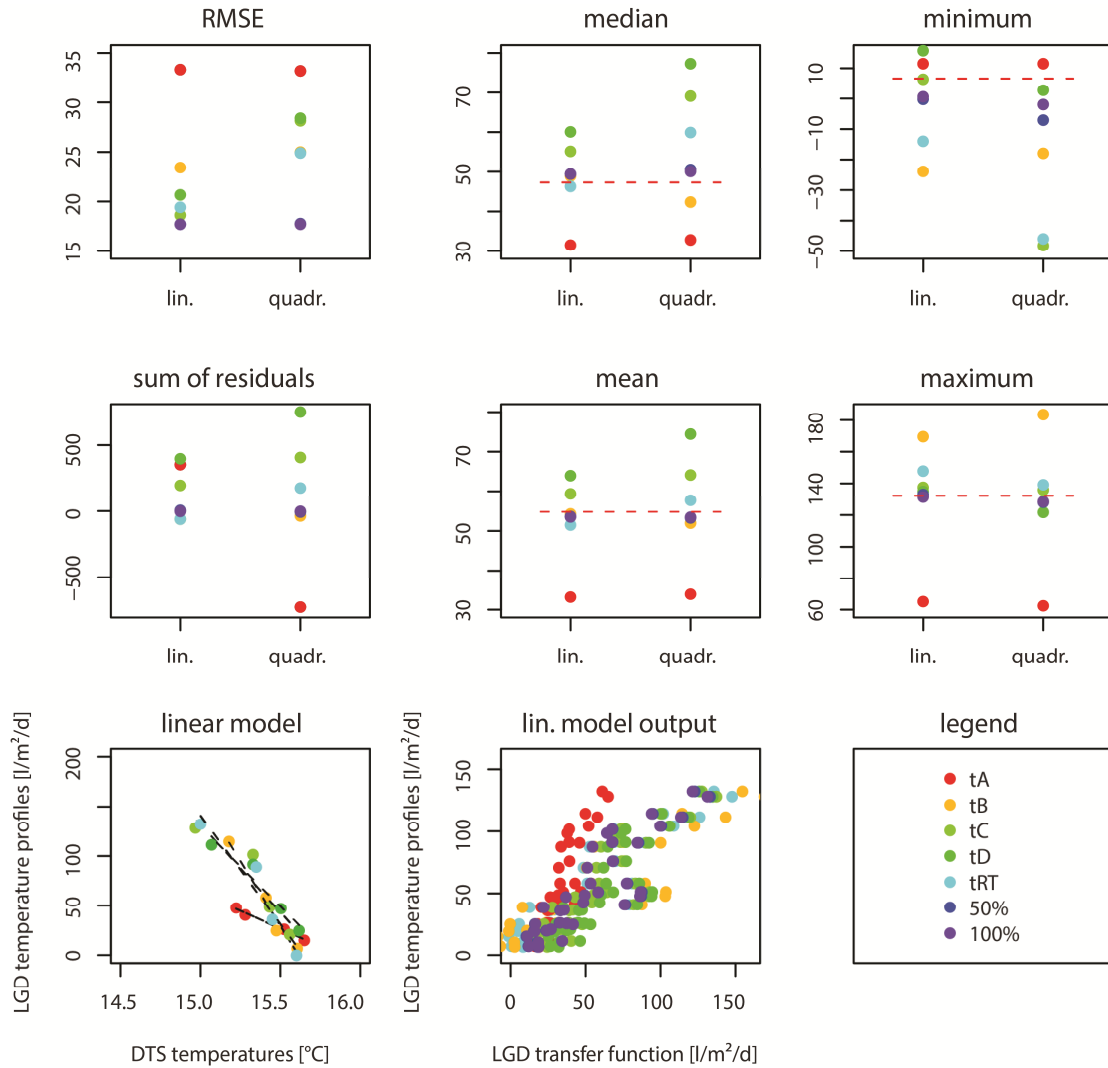 RMSE
35
30
25
20
15
lin.
quadr.
median
70
50
30
lin.
quadr.
minimum
10
−10
−30
−50
lin.
quadr.
sum of residuals
500
0
−500
lin.
quadr.
mean
70
50
30
lin.
quadr.
maximum
180
140
100
60
lin.
quadr.
linear model
LGD temperature profiles [l/m²/d]
200
100
50
0
14.5
15.0
15.5
16.0
DTS temperatures [°C]
lin. model output
LGD temperature profiles [l/m²/d]
150
100
50
0
0
50
100
150
LGD transfer function [l/m²/d]
legend
tA
tB
tC
tD
tRT
50%
100%